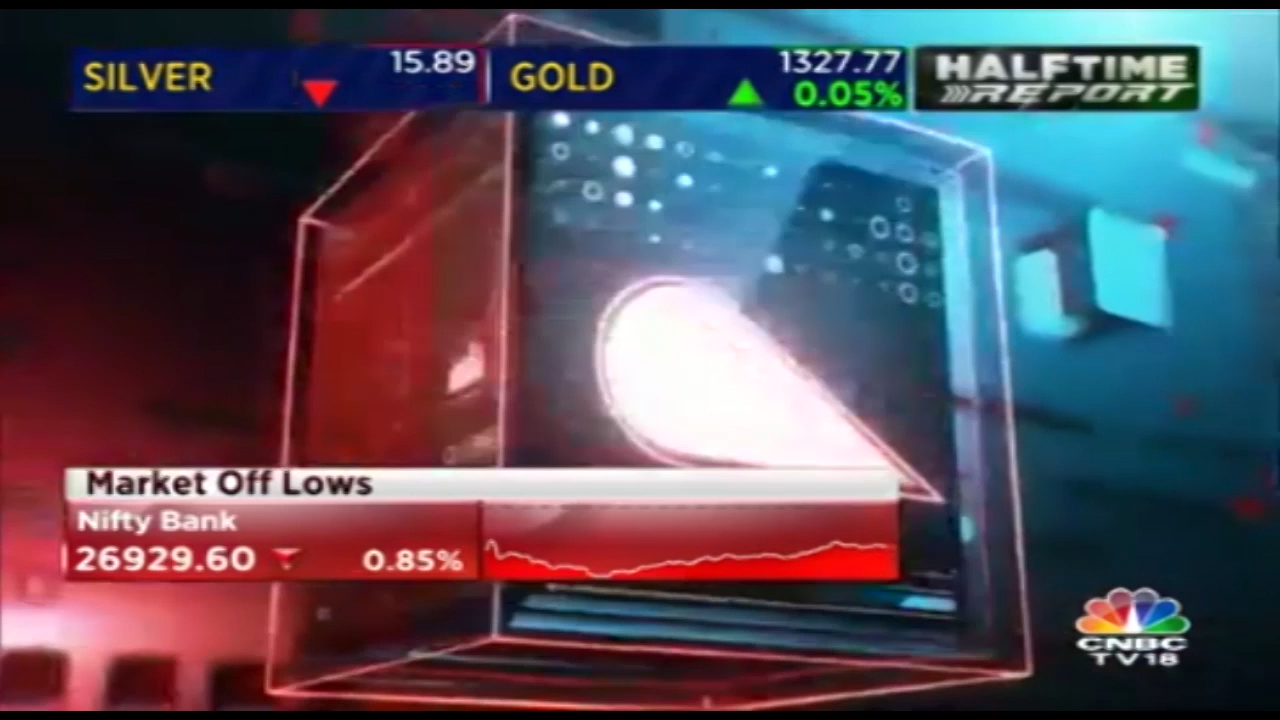 SILVER 15.89
GOLD 1327.77
0.05%
HALFTIME
REPORT
Market Off Lows
Nifty Bank
26929.60 0.85%
CNBC
TV18